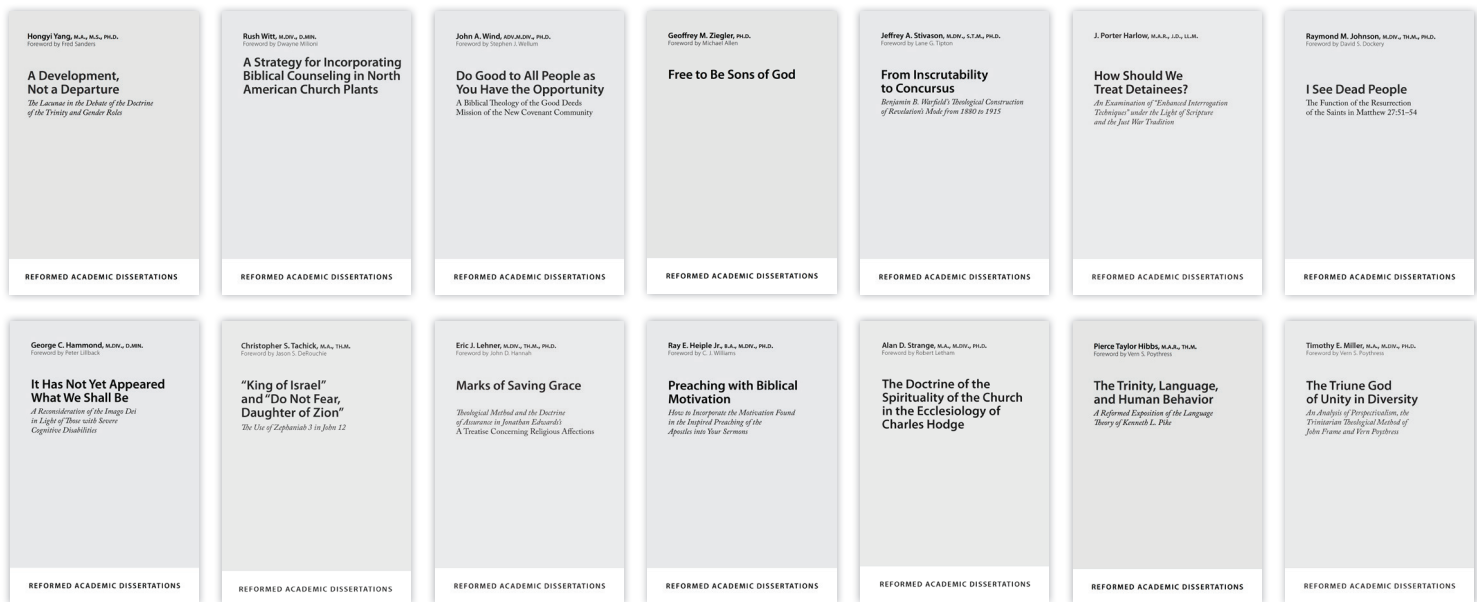 Hongyi Yang, M.A., M.S., PH.D.
Foreword by Fred Sanders
A Development,
Not a Departure
The Lacunae in the Debate of the Doctrine
of the Trinity and Gender Roles
REFORMED ACADEMIC DISSERTATIONS
Rush Witt, M.DIV., D.MIN.
Foreword by Dwayne Milioni
A Strategy for Incorporating
Biblical Counseling in North
American Church Plants
REFORMED ACADEMIC DISSERTATIONS
John A. Wind, ADV.M.DIV., PH.D.
Foreword by Stephen J. Wellum
Do Good to All People as
You Have the Opportunity
A Biblical Theology of the Good Deeds
Mission of the New Covenant Community
REFORMED ACADEMIC DISSERTATIONS
Geoffrey M. Ziegler, PH.D.
Foreword by Michael Allen
Free to Be Sons of God
REFORMED ACADEMIC DISSERTATIONS
Jeffrey A. Stivason, M.DIV., S.T.M., PH.D.
Foreword by Lane G. Tipton
From Inscrutability
to Concursus
Benjamin B. Warfield's Theological Construction
of Revelation's Mode from 1880 to 1915
REFORMED ACADEMIC DISSERTATIONS
J. Porter Harlow, M.A.R., J.D., LL.M.
How Should We
Treat Detainees?
An Examination of "Enhanced Interrogation
Techniques" under the Light of Scripture
and the Just War Tradition
REFORMED ACADEMIC DISSERTATIONS
Raymond M. Johnson, M.DIV., TH.M., PH.D.
Foreword by David S. Dockery
I See Dead People
The Function of the Resurrection
of the Saints in Matthew 27:51–54
REFORMED ACADEMIC DISSERTATIONS
George C. Hammond, M.DIV., D.MIN.
Foreword by Peter Lillback
It Has Not Yet Appeared
What We Shall Be
A Reconsideration of the Imago Dei
in Light of Those with Severe
Cognitive Disabilities
REFORMED ACADEMIC DISSERTATIONS
Christopher S. Tachick, M.A., TH.M.
Foreword by Jason S. DeRouchie
"King of Israel"
and "Do Not Fear,
Daughter of Zion"
The Use of Zephaniah 3 in John 12
REFORMED ACADEMIC DISSERTATIONS
Eric J. Lehner, M.DIV., TH.M., PH.D.
Foreword by John D. Hannah
Marks of Saving Grace
Theological Method and the Doctrine
of Assurance in Jonathan Edwards's
A Treatise Concerning Religious Affections
REFORMED ACADEMIC DISSERTATIONS
Ray E. Heiple Jr., B.A., M.DIV., PH.D.
Foreword by C. J. Williams
Preaching with Biblical
Motivation
How to Incorporate the Motivation Found
in the Inspired Preaching of the
Apostles into Your Sermons
REFORMED ACADEMIC DISSERTATIONS
Alan D. Strange, M.A., M.DIV., PH.D.
Foreword by Robert Letham
The Doctrine of the
Spirituality of the Church
in the Ecclesiology of
Charles Hodge
REFORMED ACADEMIC DISSERTATIONS
Pierce Taylor Hibbs, M.A.R., TH.M.
Foreword by Vern S. Poythress
The Trinity, Language,
and Human Behavior
A Reformed Exposition of the Language
Theory of Kenneth L. Pike
REFORMED ACADEMIC DISSERTATIONS
Timothy E. Miller, M.A., M.DIV., PH.D.
Foreword by Vern S. Poythress
The Triune God
of Unity in Diversity
An Analysis of Perspectivalism, the
Trinitarian Theological Method of
John Frame and Vern Poythress
REFORMED ACADEMIC DISSERTATIONS